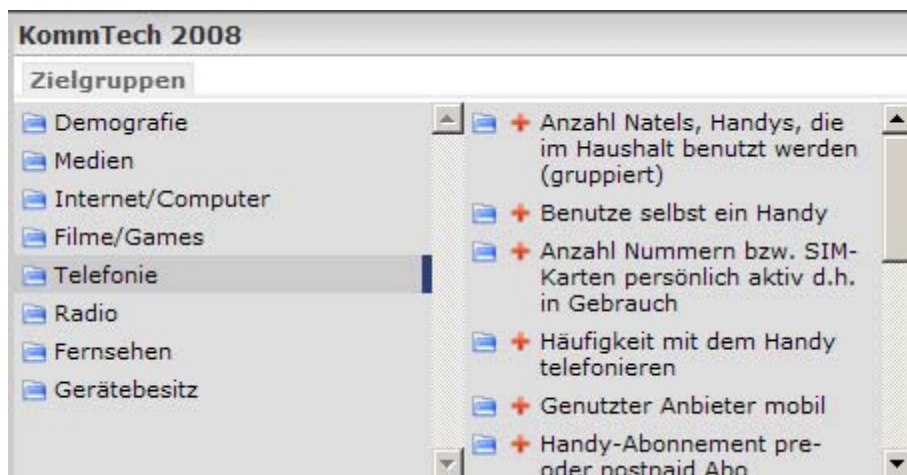 KommTech 2008
Zielgruppen
Demografie
Medien
Internet/Computer
Filme/Games
Telefonie
Radio
Fernsehen
Gerätebesitz
Anzahl Natels, Handys, die
im Haushalt benutzt werden
(gruppiert)
Benutze selbst ein Handy
Anzahl Nummern bzw. SIM-
Karten persönlich aktiv d.h.
in Gebrauch
Häufigkeit mit dem Handy
telefonieren
Genutzter Anbieter mobil
Handy-Abonnement pre-
oder postpaid Abo